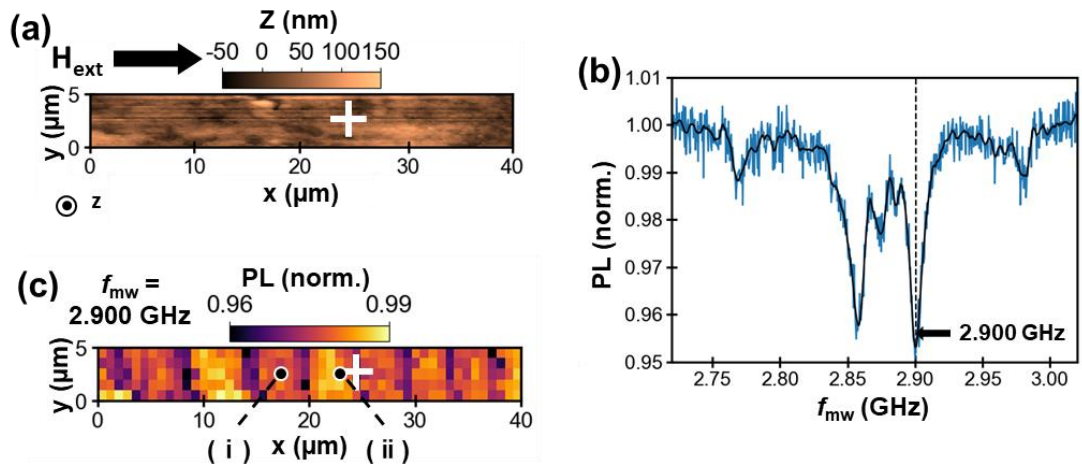 (a)
Z (nm)
-50 0 50 100 150
H_ext
5
0
y (µm)
0 10 20 30 40
x (µm)
z
(b)
1.01
1.00
0.99
0.98
0.97
0.96
0.95
PL (norm.)
2.900 GHz
2.75 2.80 2.85 2.90 2.95 3.00
f_mw (GHz)
(c)
f_mw =
2.900 GHz
PL (norm.)
0.96 0.99
5
0
y (µm)
0 10 20 30 40
( i ) x (µm) ( ii )